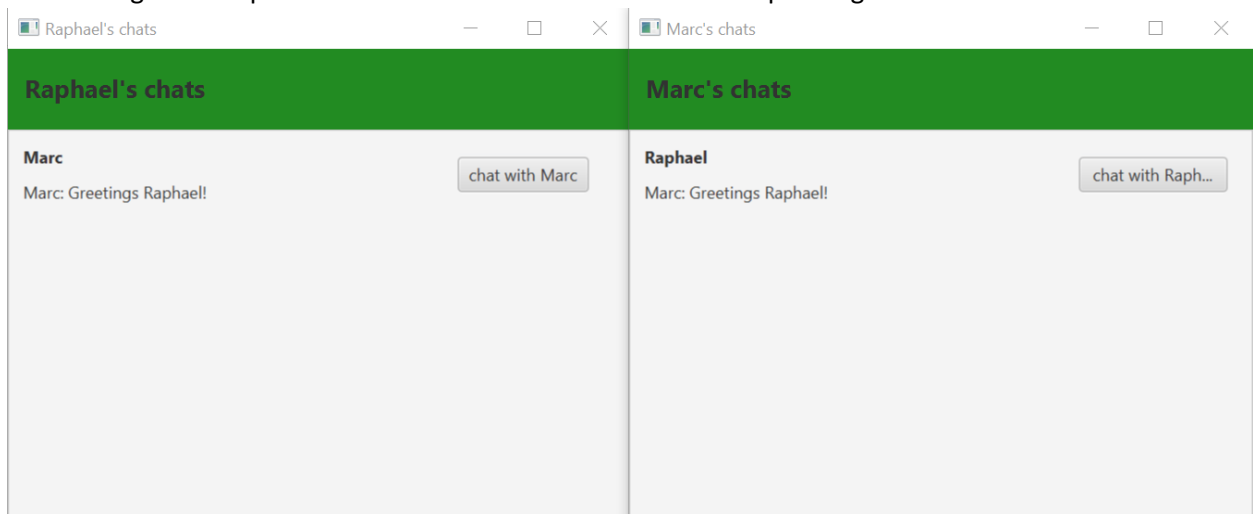 Raphael's chats
Raphael's chats
Marc
chat with Marc
Marc: Greetings Raphael!
Marc's chats
Marc's chats
Raphael
chat with Raph...
Marc: Greetings Raphael!